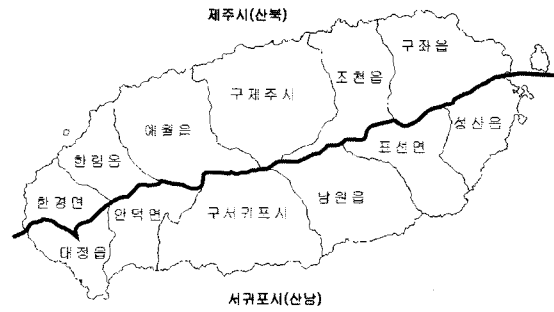 제주시(산북)
구좌읍
조천읍
구제주시
애월읍
성산읍
표선면
한림읍
남원읍
한경면
안덕면
구서귀포시
대정읍
서귀포시(산남)